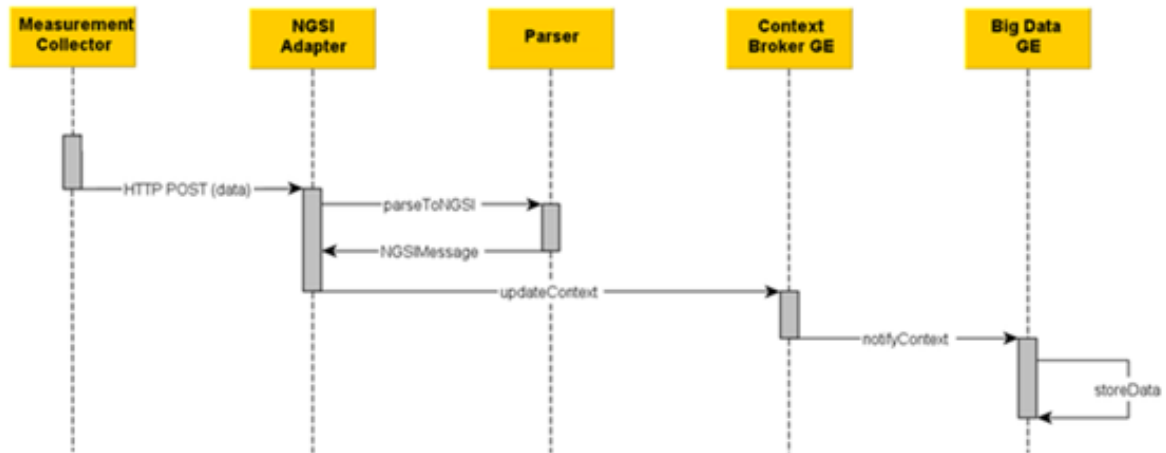 Measurement
Collector
NGSI
Adapter
Parser
Context
Broker GE
Big Data
GE
HTTP POST (data)
parseToNGSI
NGSIMessage
updateContext
notifyContext
storeData